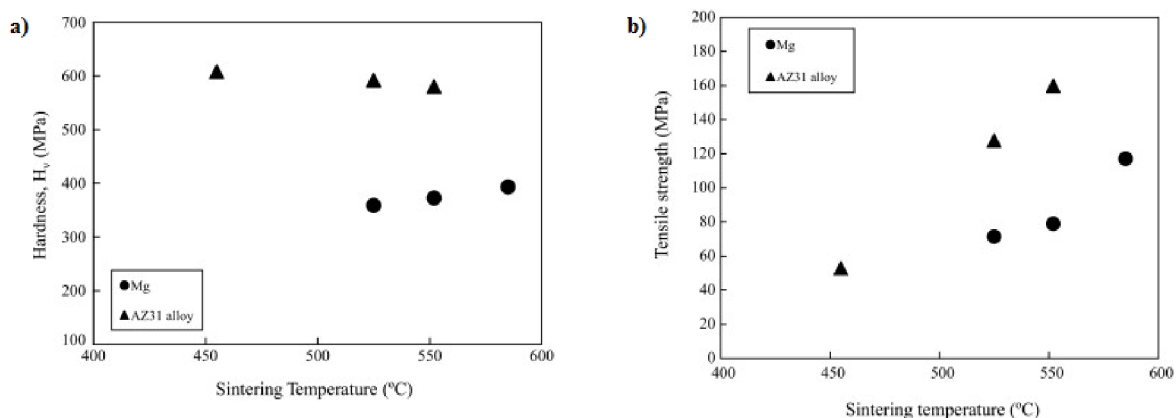 a)
700
600
500
400
300
200
100
Hardness, Hv (MPa)
Mg
AZ31 alloy
400
450
500
550
600
Sintering Temperature (ºC)
b)
200
180
160
140
120
100
80
60
40
20
0
Tensile strength (MPa)
Mg
AZ31 alloy
400
450
500
550
600
Sintering temperature (ºC)